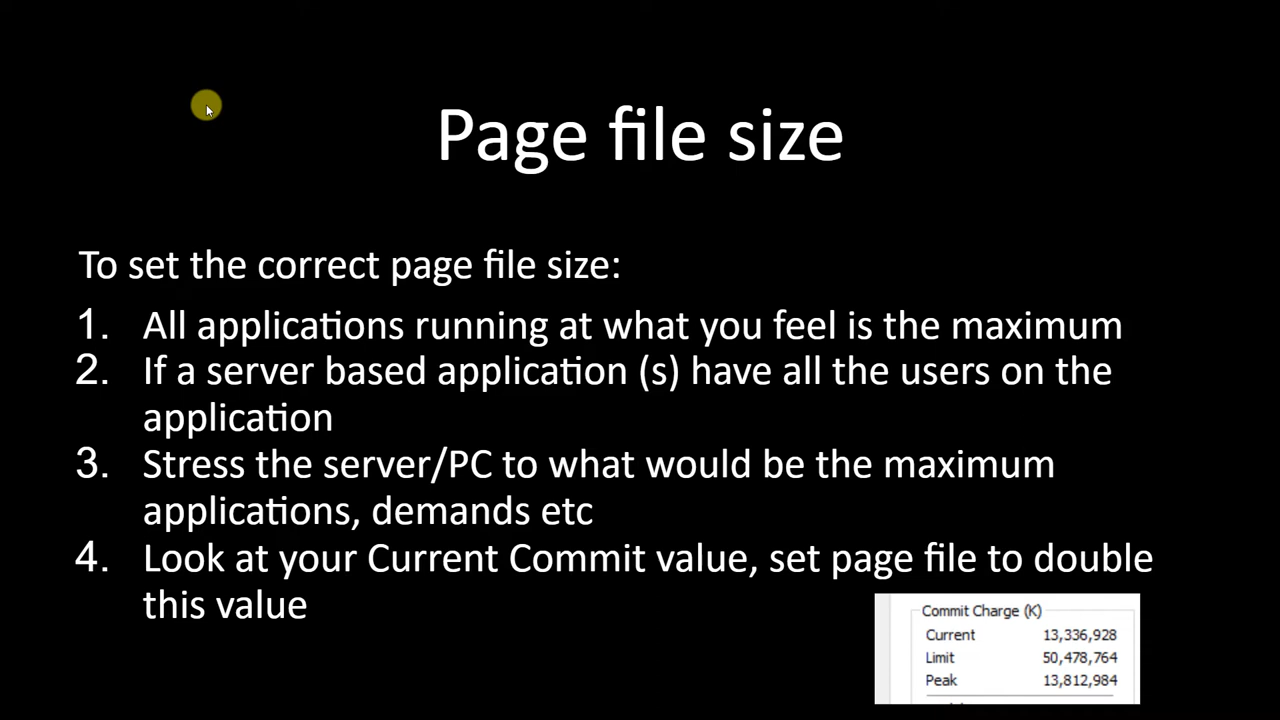 Page file size
To set the correct page file size:
1. All applications running at what you feel is the maximum
2. If a server based application (s) have all the users on the
application
3. Stress the server/PC to what would be the maximum
applications, demands etc
4. Look at your Current Commit value, set page file to double
this value
Commit Charge (K)
Current 13,336,928
Limit 50,478,764
Peak 13,812,984